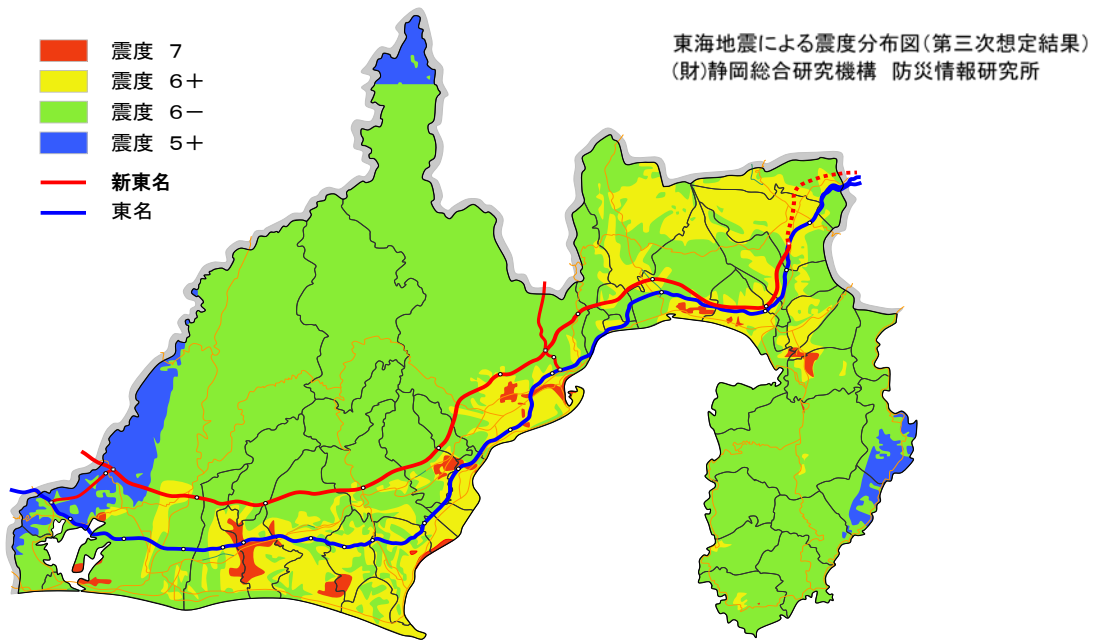 震度 7
震度 6+
震度 6-
震度 5+
新東名
東名
東海地震による震度分布図(第三次想定結果)
(財)静岡総合研究機構 防災情報研究所